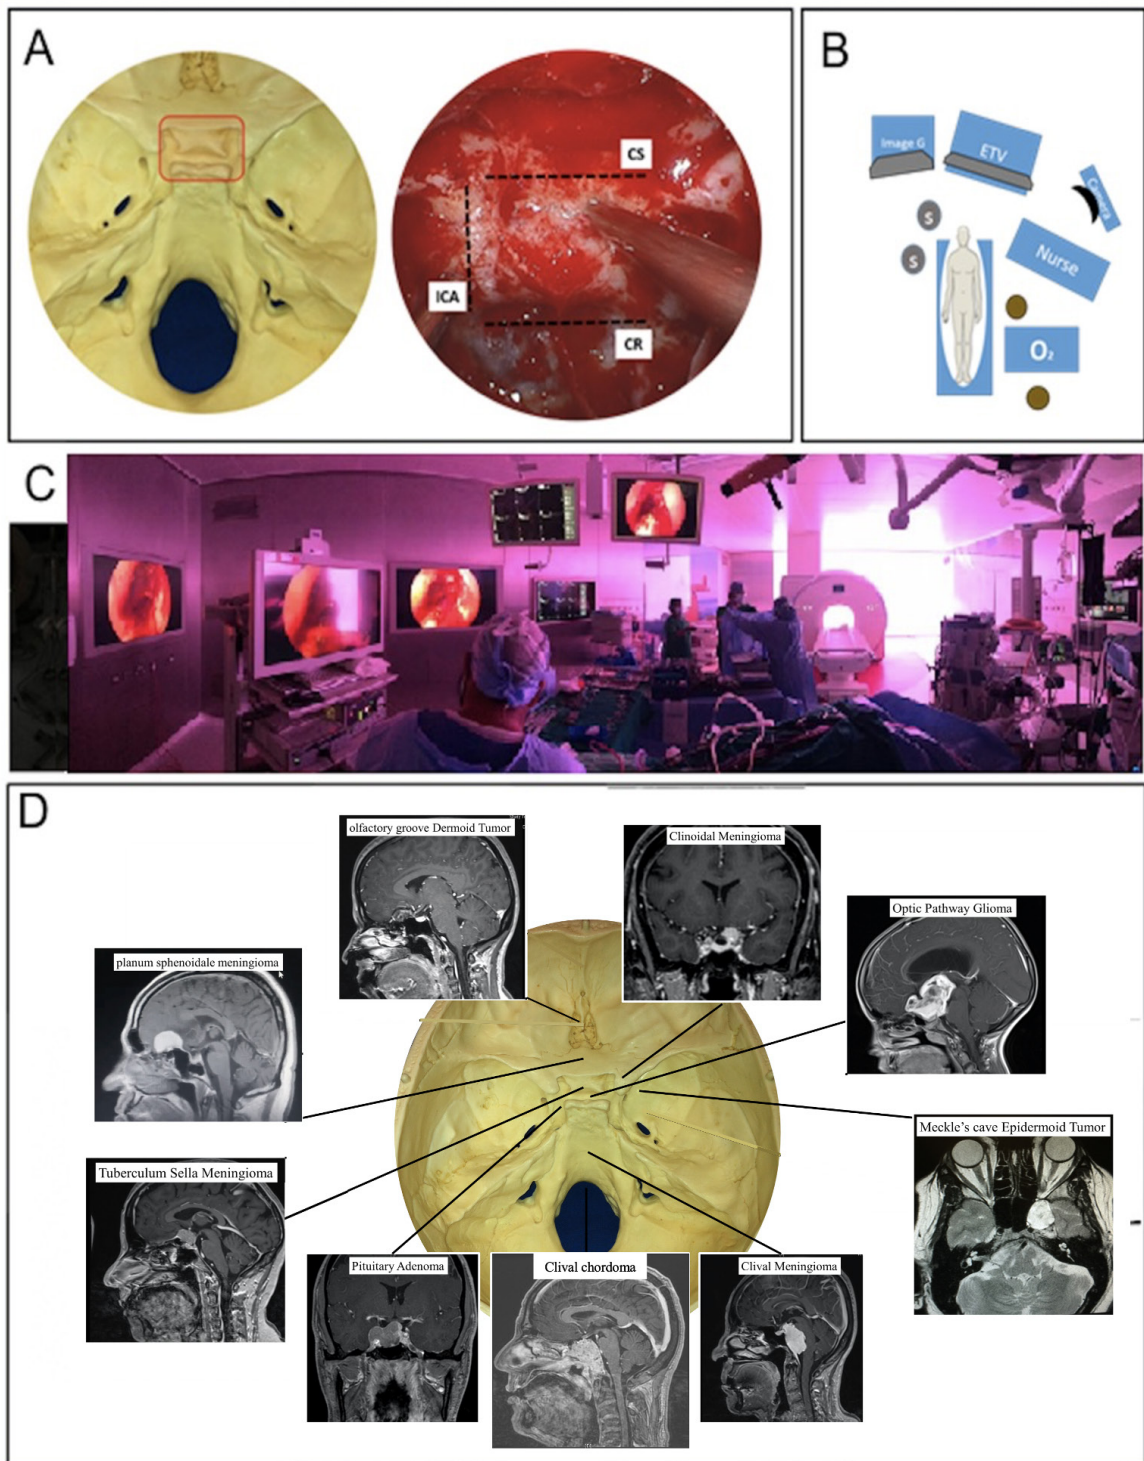 A
B
CS
ICA
CR
Image G
ETV
Camera
S
S
Nurse
O₂
C
D
olfactory groove Dermoid Tumor
Clinoidal Meningioma
Optic Pathway Glioma
planum sphenoidale meningioma
Meckle's cave Epidermoid Tumor
Tuberculum Sella Meningioma
Pituitary Adenoma
Clival chordoma
Clival Meningioma